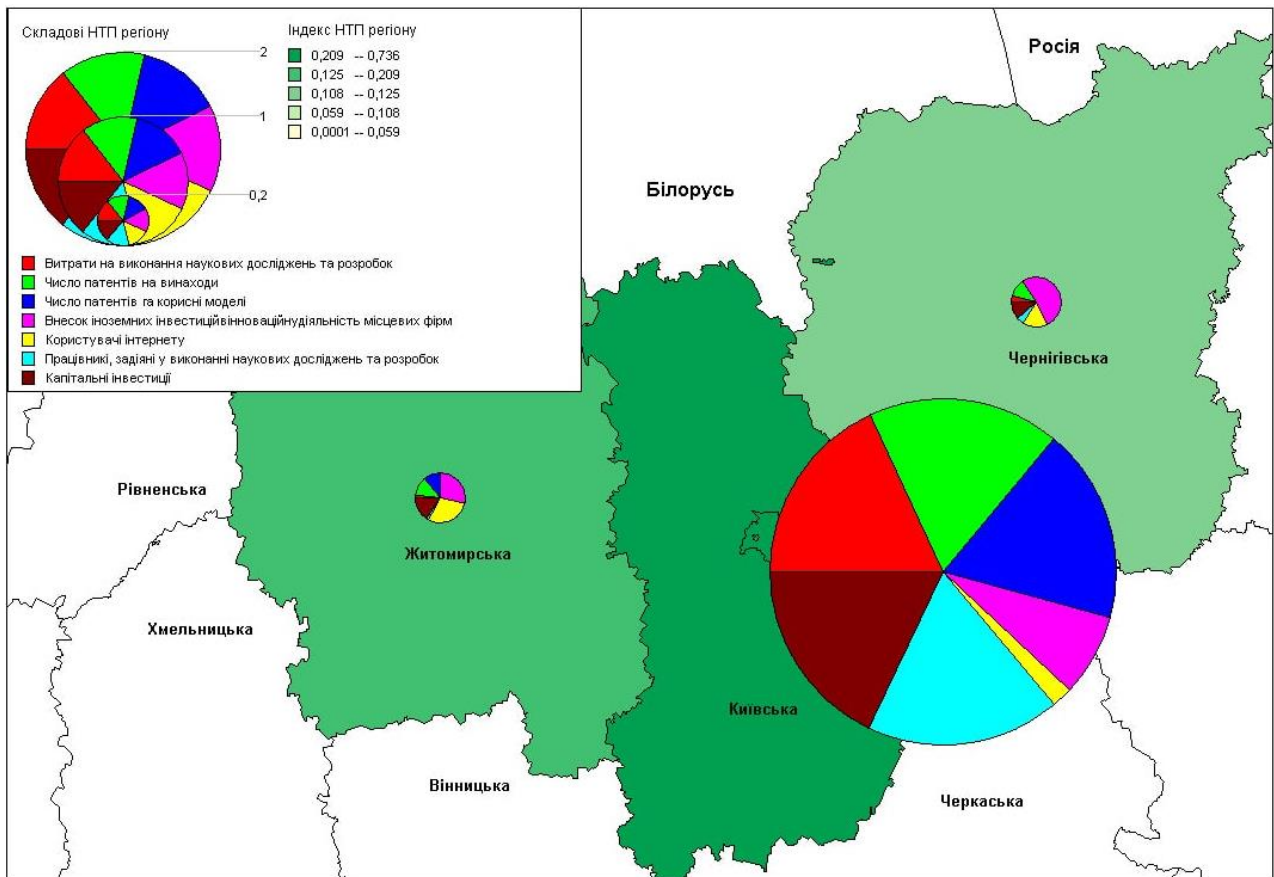 Складові НТП регіону
2
1
0,2
Індекс НТП регіону
0,209 -- 0,736
0,125 -- 0,209
0,108 -- 0,125
0,059 -- 0,108
0,0001 -- 0,059
Витрати на виконання наукових досліджень та розробок
Число патентів на винаходи
Число патентів га корисні моделі
Внесок іноземних інвестиційвінноваційнудіяльність місцевих фірм
Користувачі інтернету
Працівникі, задіяні у виконанні наукових досліджень та розробок
Капітальні інвестиції
Росія
Білорусь
Чернігівська
Рівненська
Житомирська
Хмельницька
Київська
Вінницька
Черкаська